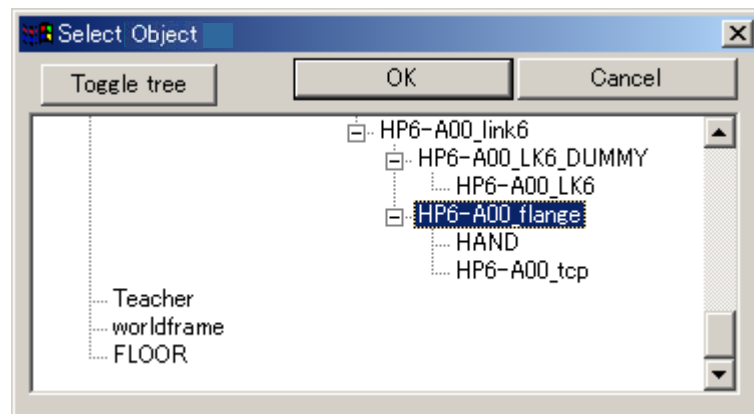 Select Object
Toggle tree OK Cancel
HP6-A00_link6
HP6-A00_LK6_DUMMY
HP6-A00_LK6
HP6-A00_flange
HAND
HP6-A00_tcp
Teacher
worldframe
FLOOR